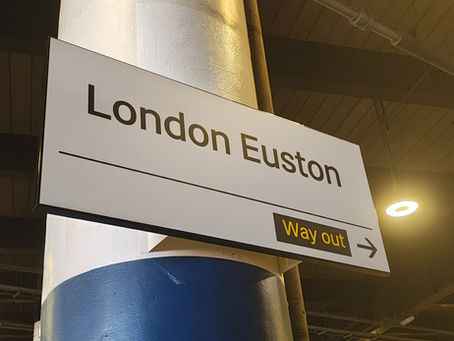 London Euston
Way out →